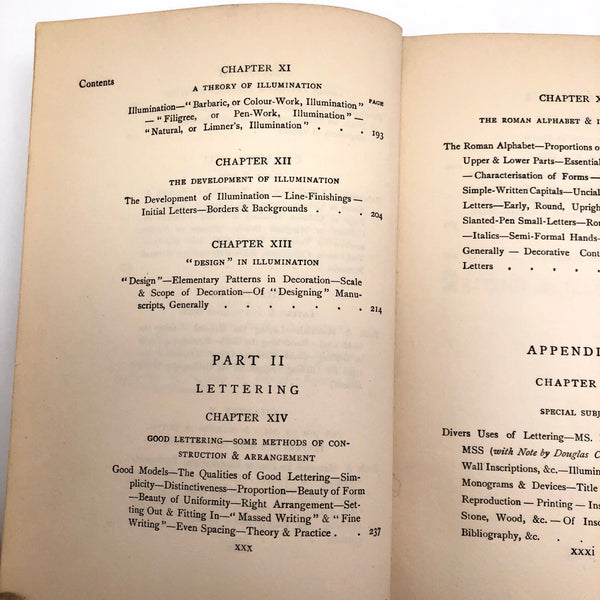 Contents
CHAPTER XI
A THEORY OF ILLUMINATION
PAGE
Illumination—"Barbaric, or Colour-Work, Illumination"
—"Filigree, or Pen-Work, Illumination"—
"Natural, or Limner's, Illumination" . . . 193
CHAPTER XII
THE DEVELOPMENT OF ILLUMINATION
The Development of Illumination — Line-Finishings —
Initial Letters—Borders & Backgrounds . . . 204
CHAPTER XIII
"DESIGN" IN ILLUMINATION
"Design"—Elementary Patterns in Decoration—Scale
& Scope of Decoration—Of "Designing" Manu-
scripts, Generally . . . . . . 214
PART II
LETTERING
CHAPTER XIV
GOOD LETTERING—SOME METHODS OF CON-
STRUCTION & ARRANGEMENT
Good Models—The Qualities of Good Lettering—Sim-
plicity—Distinctiveness—Proportion—Beauty of Form
—Beauty of Uniformity—Right Arrangement—Set-
ting Out & Fitting In—"Massed Writing" & "Fine
Writing"—Even Spacing—Theory & Practice . . 237
xxx
CHAPTER X
THE ROMAN ALPHABET & I
The Roman Alphabet—Proportions o
Upper & Lower Parts—Essential
—Characterisation of Forms—
Simple-Written Capitals—Uncial
Letters—Early, Round, Uprigh
Slanted-Pen Small-Letters—Ro
—Italics—Semi-Formal Hands-
Generally — Decorative Cont
Letters . . . . .
APPENDI
CHAPTER
SPECIAL SUBJ
Divers Uses of Lettering—MS.
MSS (with Note by Douglas C
Wall Inscriptions, &c.—Illumin
Monograms & Devices—Title
Reproduction — Printing — Ins
Stone, Wood, &c. — Of Insc
Bibliography, &c. . .
xxxi